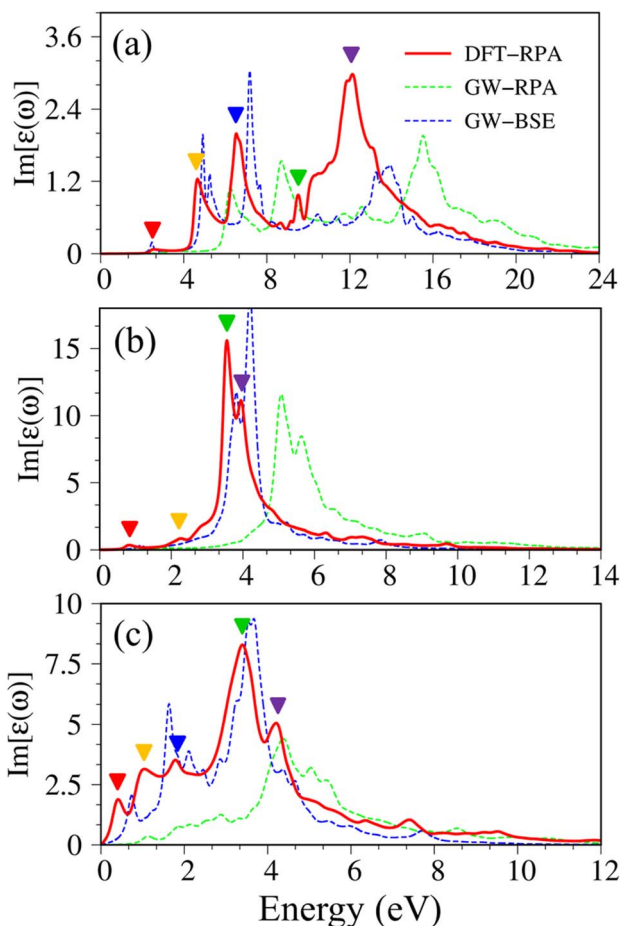 (a)
DFT–RPA
GW–RPA
GW–BSE
Im[ε(ω)]
3.6
2.4
1.2
0
0 4 8 12 16 20 24
(b)
Im[ε(ω)]
15
10
5
0
0 2 4 6 8 10 12 14
(c)
Im[ε(ω)]
10
7.5
5
2.5
0
0 2 4 6 8 10 12
Energy (eV)